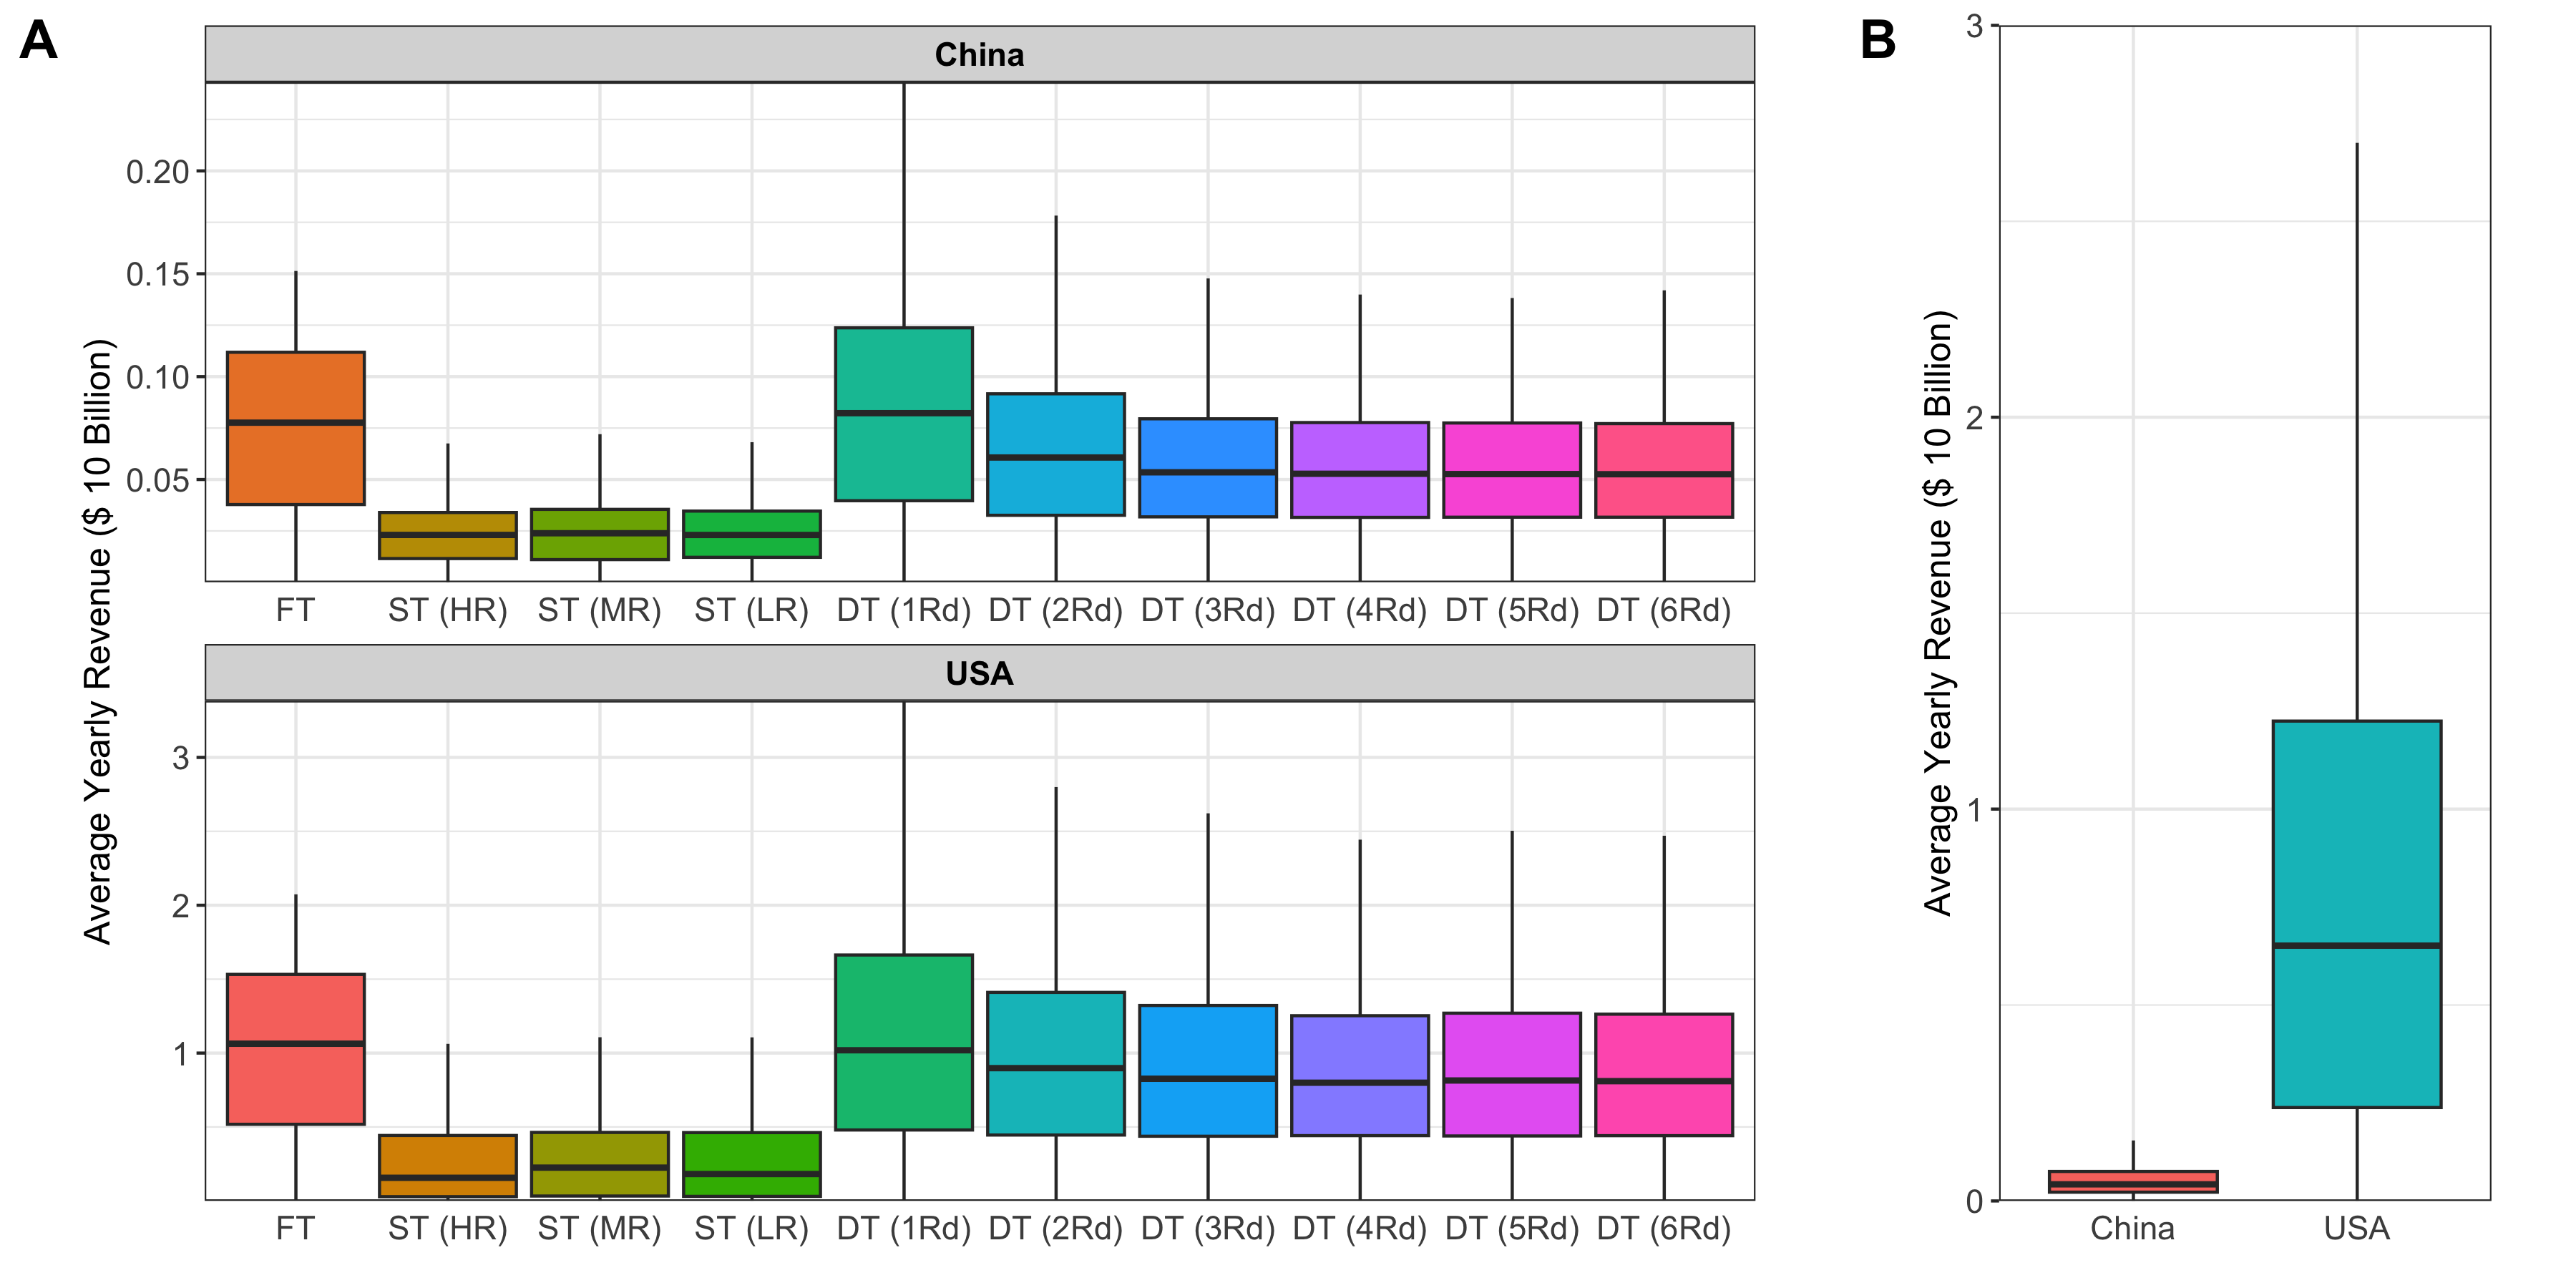 A
Average Yearly Revenue ($ 10 Billion)
China
0.20
0.15
0.10
0.05
FT ST (HR) ST (MR) ST (LR) DT (1Rd) DT (2Rd) DT (3Rd) DT (4Rd) DT (5Rd) DT (6Rd)
USA
3
2
1
FT ST (HR) ST (MR) ST (LR) DT (1Rd) DT (2Rd) DT (3Rd) DT (4Rd) DT (5Rd) DT (6Rd)
B
Average Yearly Revenue ($ 10 Billion)
3
2
1
0
China USA